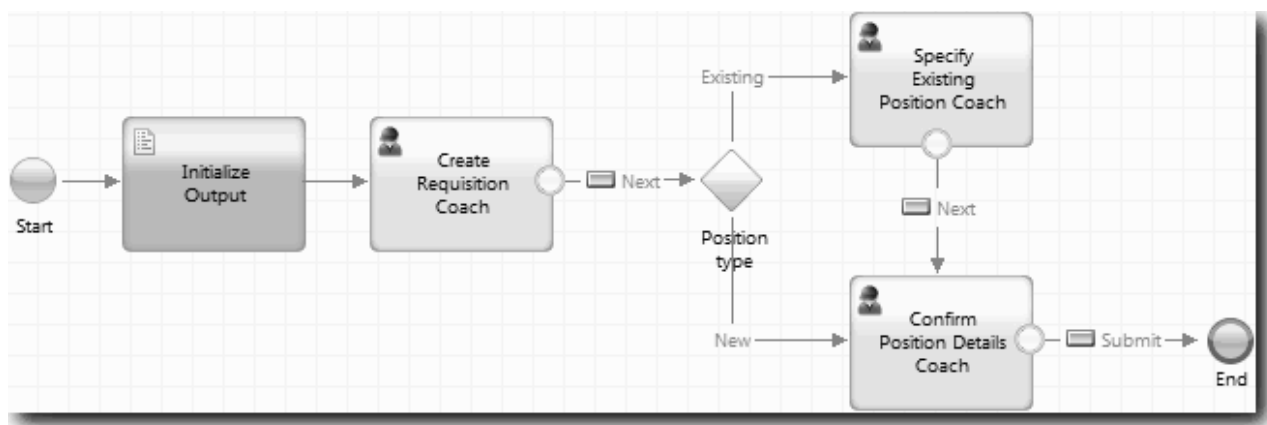 Start
Initialize
Output
Create
Requisition
Coach
Next
Position
type
Existing
New
Specify
Existing
Position Coach
Next
Confirm
Position Details
Coach
Submit
End